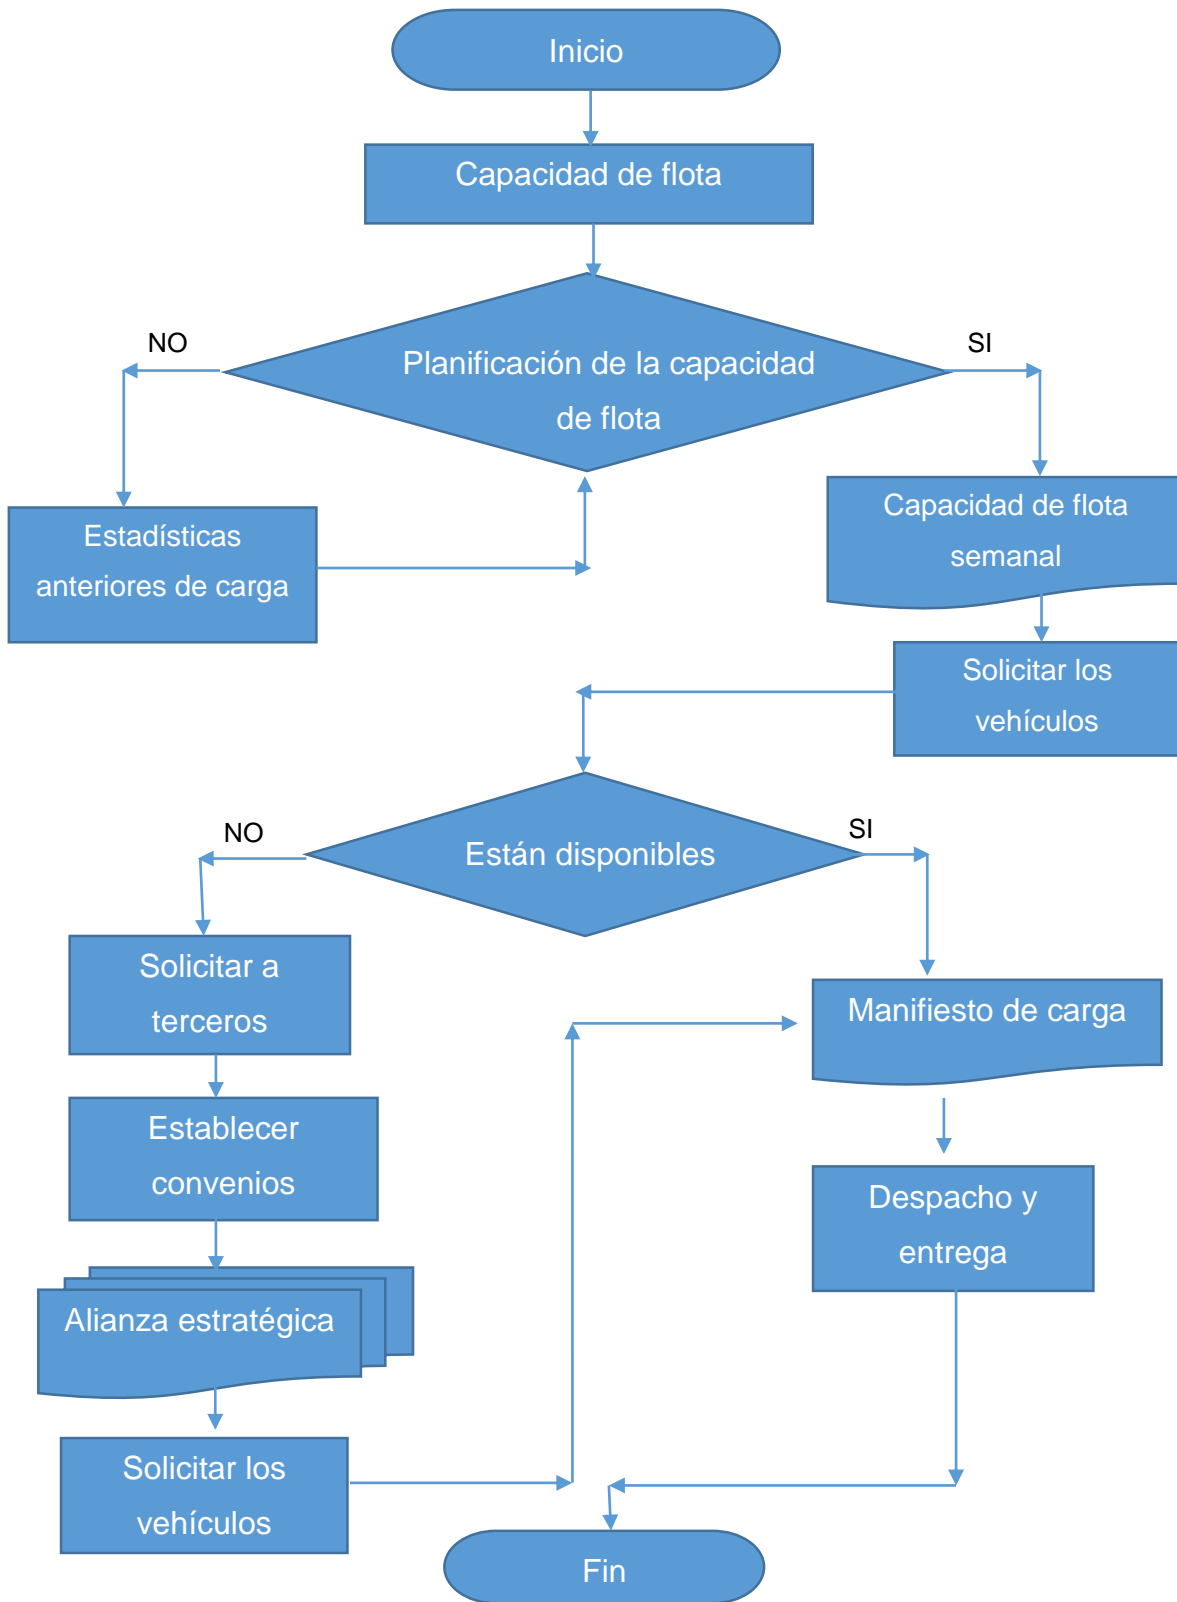 Inicio
Capacidad de flota
NO
SI
Planificación de la capacidad
de flota
Estadísticas
anteriores de carga
Capacidad de flota
semanal
Solicitar los
vehículos
NO
SI
Están disponibles
Solicitar a
terceros
Manifiesto de carga
Establecer
convenios
Despacho y
entrega
Alianza estratégica
Solicitar los
vehículos
Fin